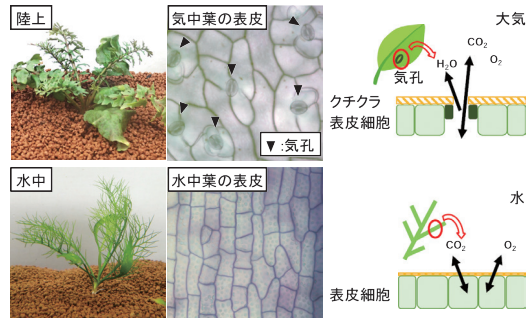 陸上
気中葉の表皮
▼:気孔
大気
CO2
O2
H2O
気孔
クチクラ
表皮細胞
水中
水中葉の表皮
水
CO2
O2
表皮細胞